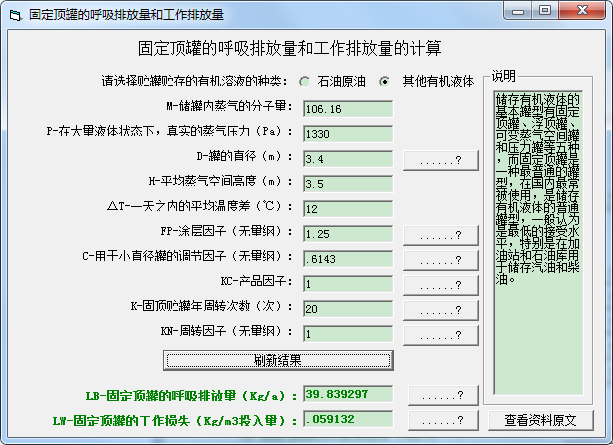 固定顶罐的呼吸排放量和工作排放量
固定顶罐的呼吸排放量和工作排放量的计算
请选择贮罐贮存的有机溶液的种类： 石油原油 其他有机液体
M-储罐内蒸气的分子量： 106.16
P-在大量液体状态下，真实的蒸气压力（Pa）： 1330
D-罐的直径（m）： 3.4 ......?
H-平均蒸气空间高度（m）： 3.5
△T-一天之内的平均温度差（℃）： 12
FP-涂层因子（无量纲）： 1.25 ......?
C-用于小直径罐的调节因子（无量纲）： .6143 ......?
KC-产品因子： 1 ......?
K-固顶贮罐年周转次数（次）： 20 ......?
KN-周转因子（无量纲）： 1 ......?
刷新结果
LB-固定顶罐的呼吸排放量（Kg/a）： 39.839297 ......?
LW-固定顶罐的工作损失（Kg/m3投入量）： .059132 ......?
说明
储存有机液体的
基本罐型有固定
顶罐、浮顶罐、
可变蒸气空间罐
和压力罐等五种
，而固定顶罐是
一种最普通的罐
型，在国内最常
被使用，是储存
有机液体的普通
罐型，一般认为
是最低的接受水
平，特别是在加
油站和石油库用
于储存汽油和柴
油。
查看资料原文